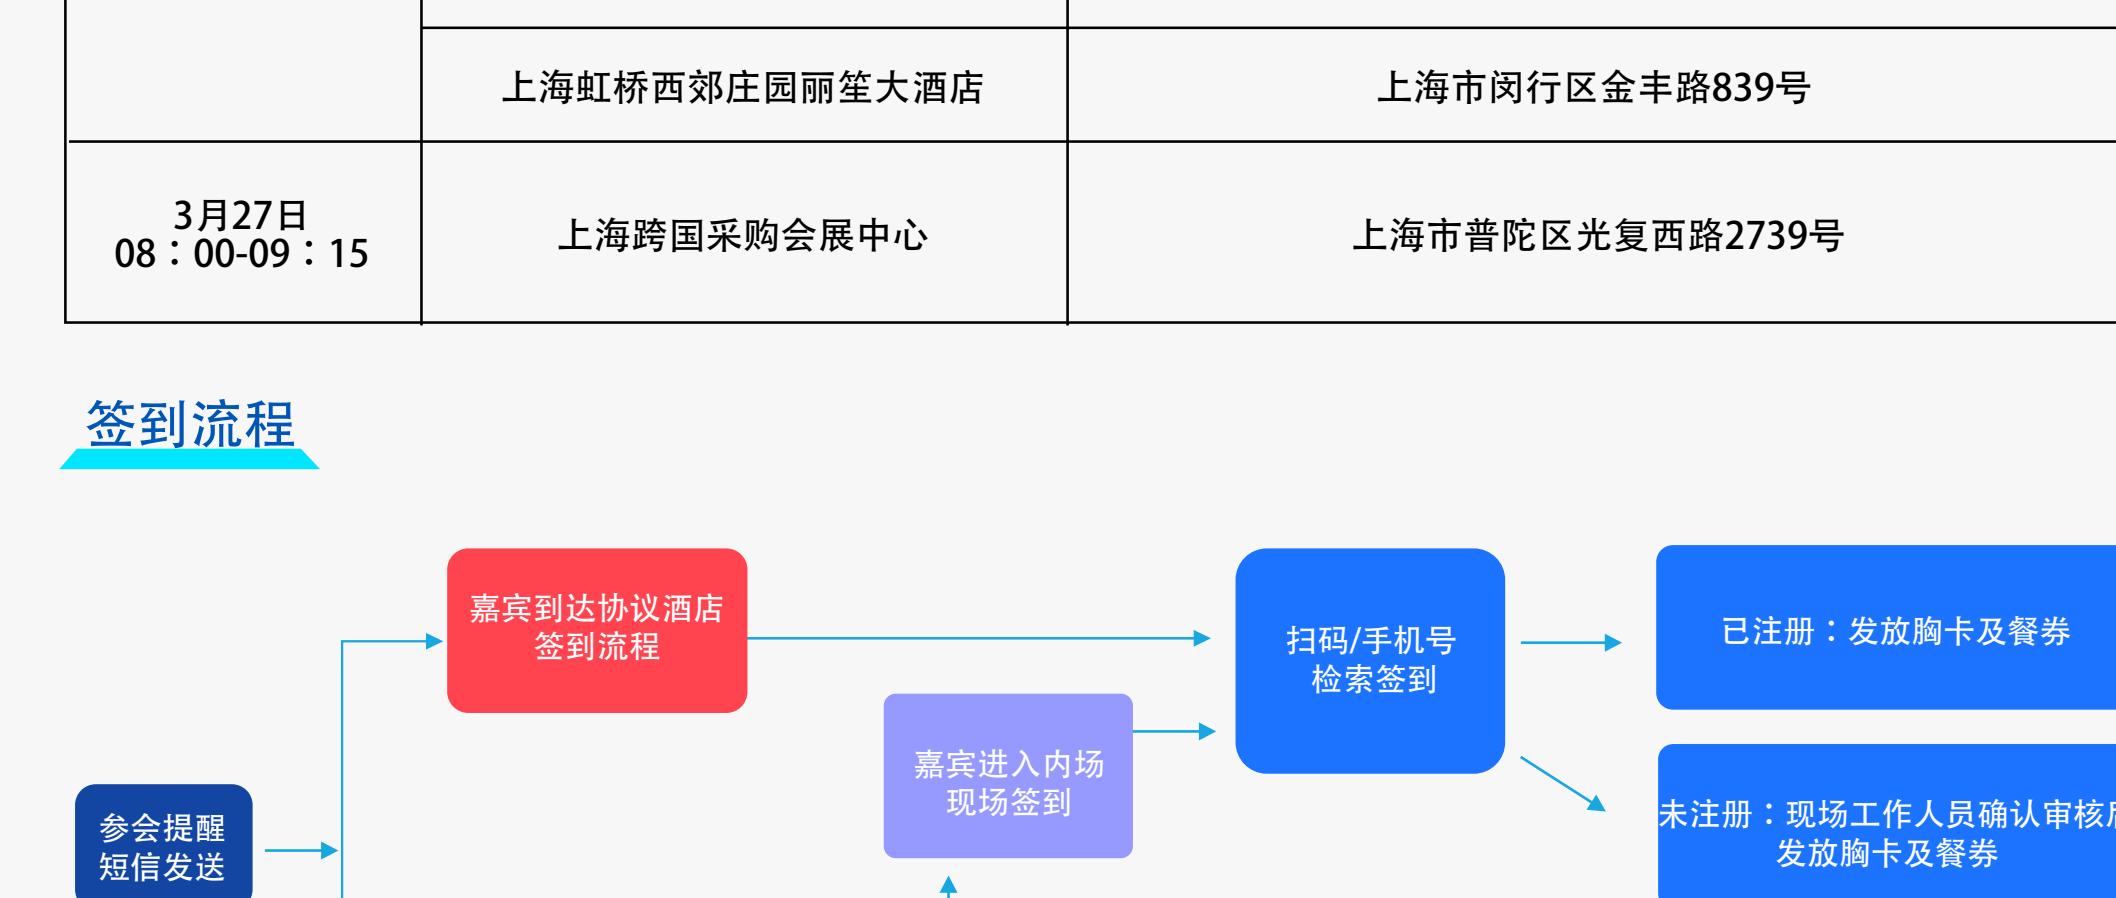 上海虹桥西郊庄园丽笙大酒店
上海市闵行区金丰路839号
3月27日
08：00-09：15
上海跨国采购会展中心
上海市普陀区光复西路2739号
签到流程
嘉宾到达协议酒店
签到流程
扫码/手机号
检索签到
已注册：发放胸卡及餐券
嘉宾进入内场
现场签到
未注册：现场工作人员确认审核后
发放胸卡及餐券
参会提醒
短信发送